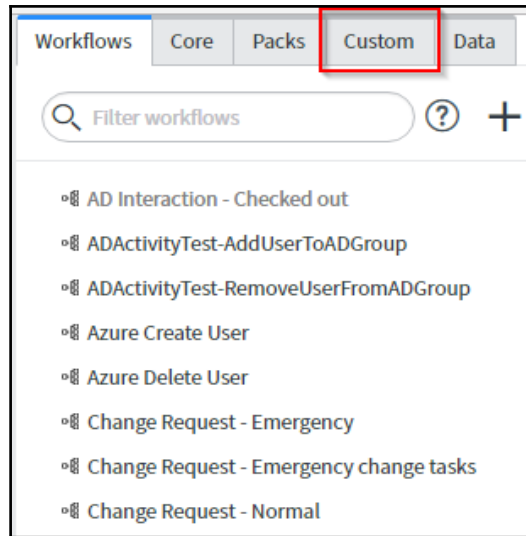 Workflows Core Packs Custom Data
Filter workflows ? +
AD Interaction - Checked out
ADActivityTest-AddUserToADGroup
ADActivityTest-RemoveUserFromADGroup
Azure Create User
Azure Delete User
Change Request - Emergency
Change Request - Emergency change tasks
Change Request - Normal